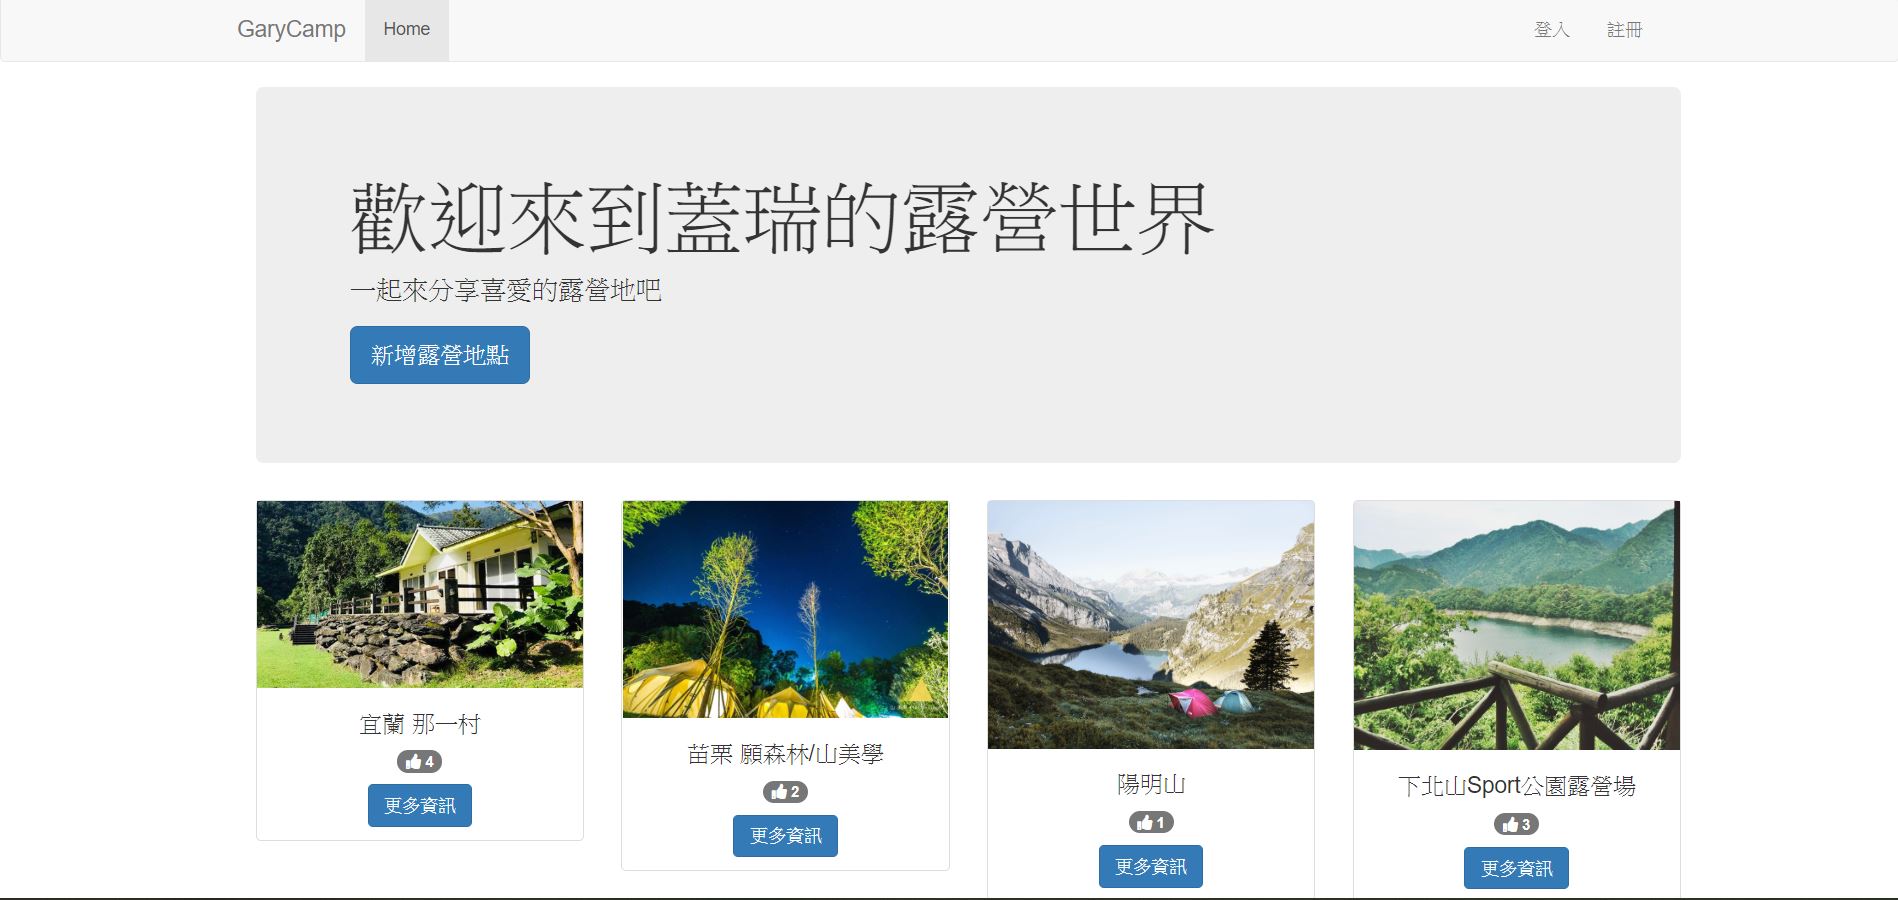 GaryCamp Home 登入 註冊
歡迎來到蓋瑞的露營世界
一起來分享喜愛的露營地吧
新增露營地點
宜蘭 那一村
4
更多資訊
苗栗 願森林/山美學
2
更多資訊
陽明山
1
更多資訊
下北山Sport公園露營場
3
更多資訊